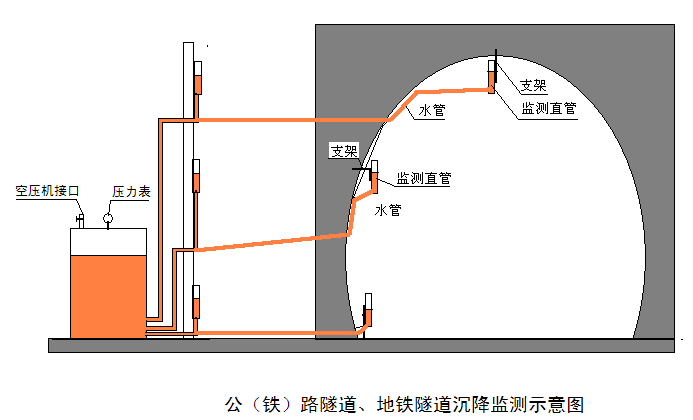 支架
监测直管
水管
支架
监测直管
空压机接口
压力表
水管
公（铁）路隧道、地铁隧道沉降监测示意图